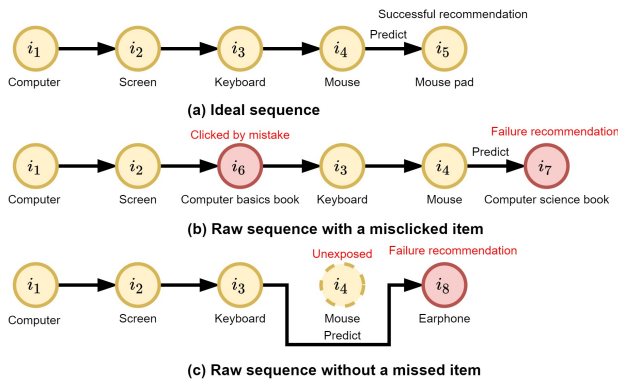 Successful recommendation
i1 i2 i3 i4 Predict i5
Computer Screen Keyboard Mouse Mouse pad
(a) Ideal sequence
Clicked by mistake Failure recommendation
i1 i2 i6 i3 i4 Predict i7
Computer Screen Computer basics book Keyboard Mouse Computer science book
(b) Raw sequence with a misclicked item
Unexposed Failure recommendation
i1 i2 i3 i4 i8
Computer Screen Keyboard Mouse Earphone
Predict
(c) Raw sequence without a missed item